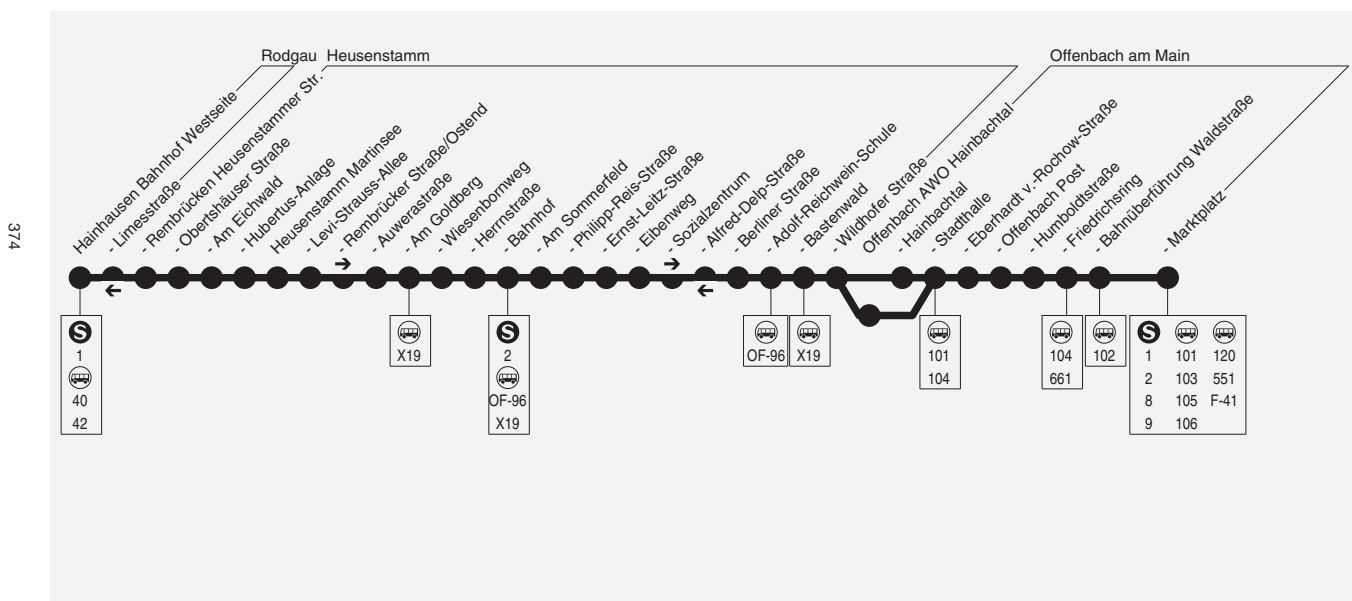 374
Rodgau
Heusenstamm
Offenbach am Main
Hainhausen Bahnhof Westseite
- Limesstraße
- Rembrücken Heusenstammer Str.
- Obertshäuser Straße
- Am Eichwald
- Hubertus-Anlage
Heusenstamm Martinsee
- Levi-Strauss-Allee
- Rembrücker Straße/Ostend
- Auwerastraße
- Am Goldberg
- Wiesenbornweg
- Herrnstraße
- Bahnhof
- Am Sommerfeld
- Philipp-Reis-Straße
- Ernst-Leitz-Straße
- Eibenweg
- Sozialzentrum
- Alfred-Delp-Straße
- Berliner Straße
- Adolf-Reichwein-Schule
- Bastenwald
- Wildhofer Straße
Offenbach AWO Hainbachtal
- Hainbachtal
- Stadthalle
- Eberhardt v.-Rochow-Straße
- Offenbach Post
- Humboldtstraße
- Friedrichsring
- Bahnüberführung Waldstraße
- Marktplatz
S
1
40
42
X19
S
2
OF-96
X19
OF-96
X19
101
104
104
661
102
S
1 101 120
2 103 551
8 105 F-41
9 106